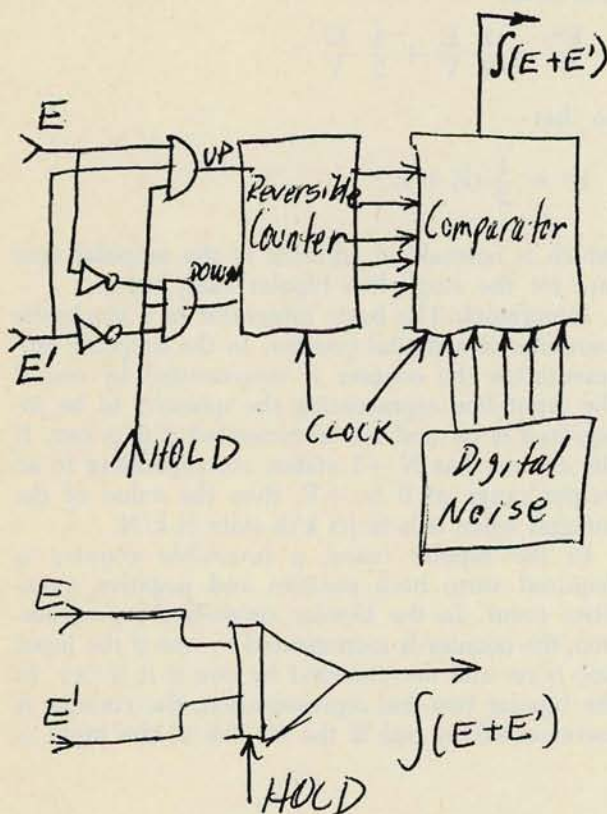 ∫(E+E')
E
UP
Reversible
Counter
Comparator
DOWN
E'
HOLD
CLOCK
Digital
Noise
E
E'
∫(E+E')
HOLD